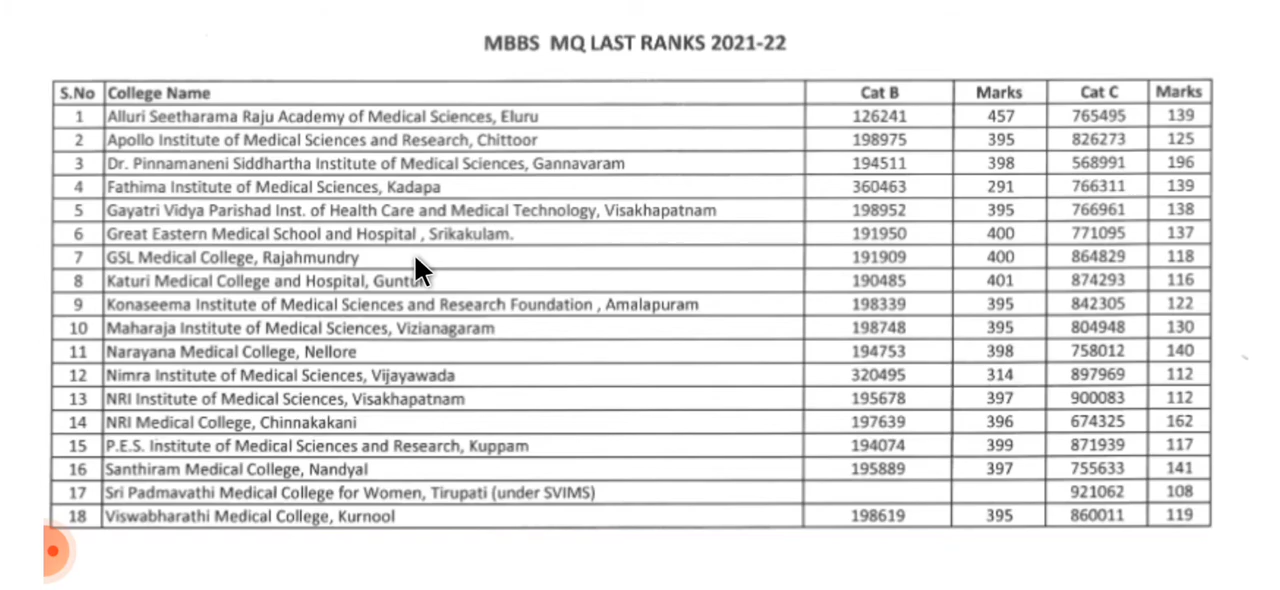 MBBS MQ LAST RANKS 2021-22
S.No College Name Cat B Marks Cat C Marks
1 Alluri Seetharama Raju Academy of Medical Sciences, Eluru 126241 457 765495 139
2 Apollo Institute of Medical Sciences and Research, Chittoor 198975 395 826273 125
3 Dr. Pinnamaneni Siddhartha Institute of Medical Sciences, Gannavaram 194511 398 568991 196
4 Fathima Institute of Medical Sciences, Kadapa 360463 291 766311 139
5 Gayatri Vidya Parishad Inst. of Health Care and Medical Technology, Visakhapatnam 198952 395 766961 138
6 Great Eastern Medical School and Hospital , Srikakulam. 191950 400 771095 137
7 GSL Medical College, Rajahmundry 191909 400 864829 118
8 Katuri Medical College and Hospital, Guntur 190485 401 874293 116
9 Konaseema Institute of Medical Sciences and Research Foundation , Amalapuram 198339 395 842305 122
10 Maharaja Institute of Medical Sciences, Vizianagaram 198748 395 804948 130
11 Narayana Medical College, Nellore 194753 398 758012 140
12 Nimra Institute of Medical Sciences, Vijayawada 320495 314 897969 112
13 NRI Institute of Medical Sciences, Visakhapatnam 195678 397 900083 112
14 NRI Medical College, Chinnakakani 197639 396 674325 162
15 P.E.S. Institute of Medical Sciences and Research, Kuppam 194074 399 871939 117
16 Santhiram Medical College, Nandyal 195889 397 755633 141
17 Sri Padmavathi Medical College for Women, Tirupati (under SVIMS) 921062 108
18 Viswabharathi Medical College, Kurnool 198619 395 860011 119